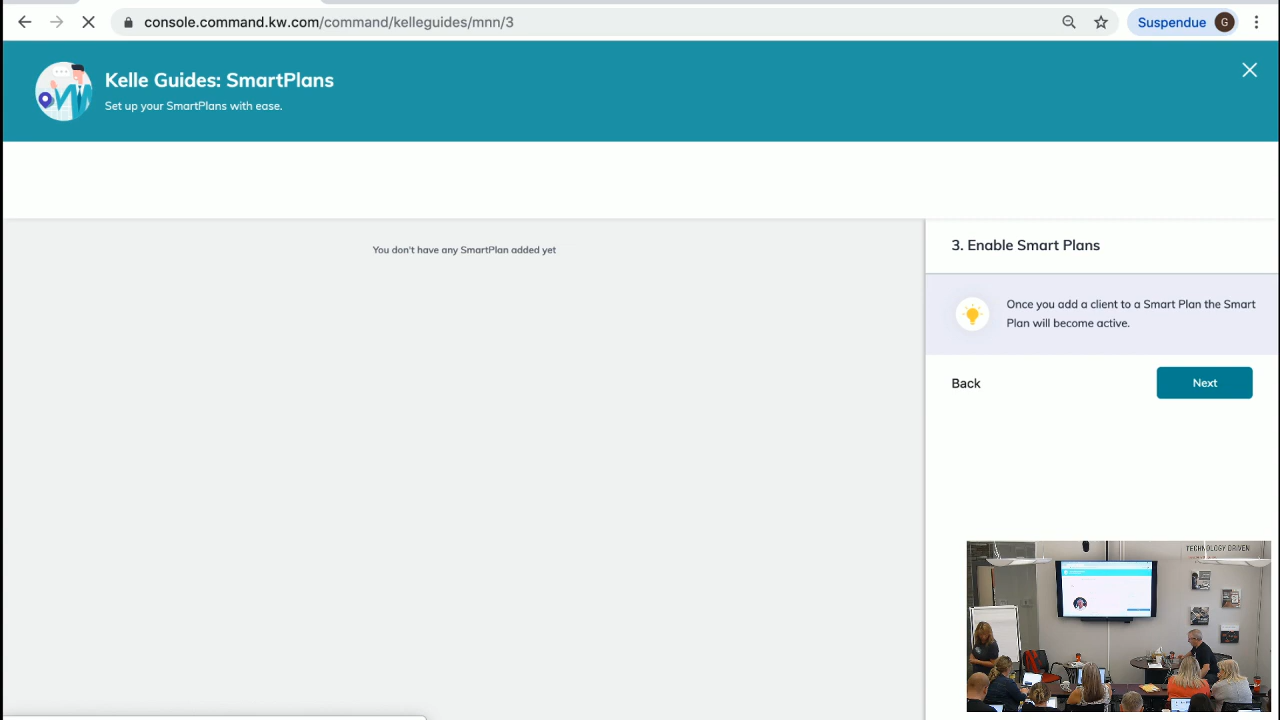 console.command.kw.com/command/kelleguides/mnn/3
Suspendue
G
Kelle Guides: SmartPlans
Set up your SmartPlans with ease.
You don't have any SmartPlan added yet
3. Enable Smart Plans
Once you add a client to a Smart Plan the Smart
Plan will become active.
Back
Next
TECHNOLOGY DRIVEN